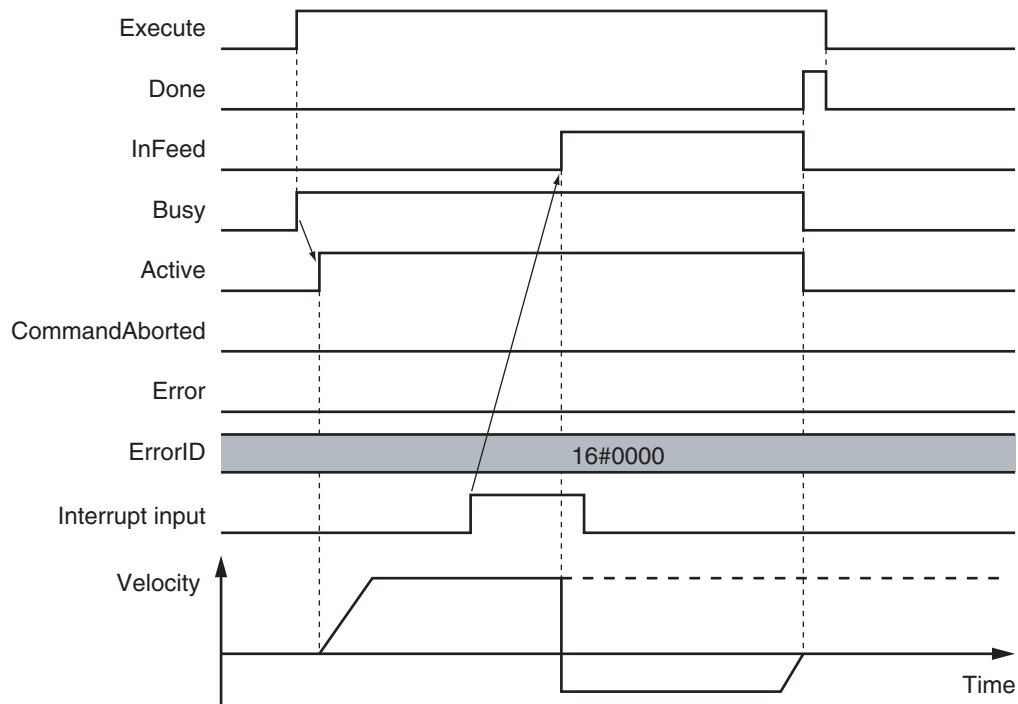 Execute
Done
InFeed
Busy
Active
CommandAborted
Error
ErrorID
16#0000
Interrupt input
Velocity
Time